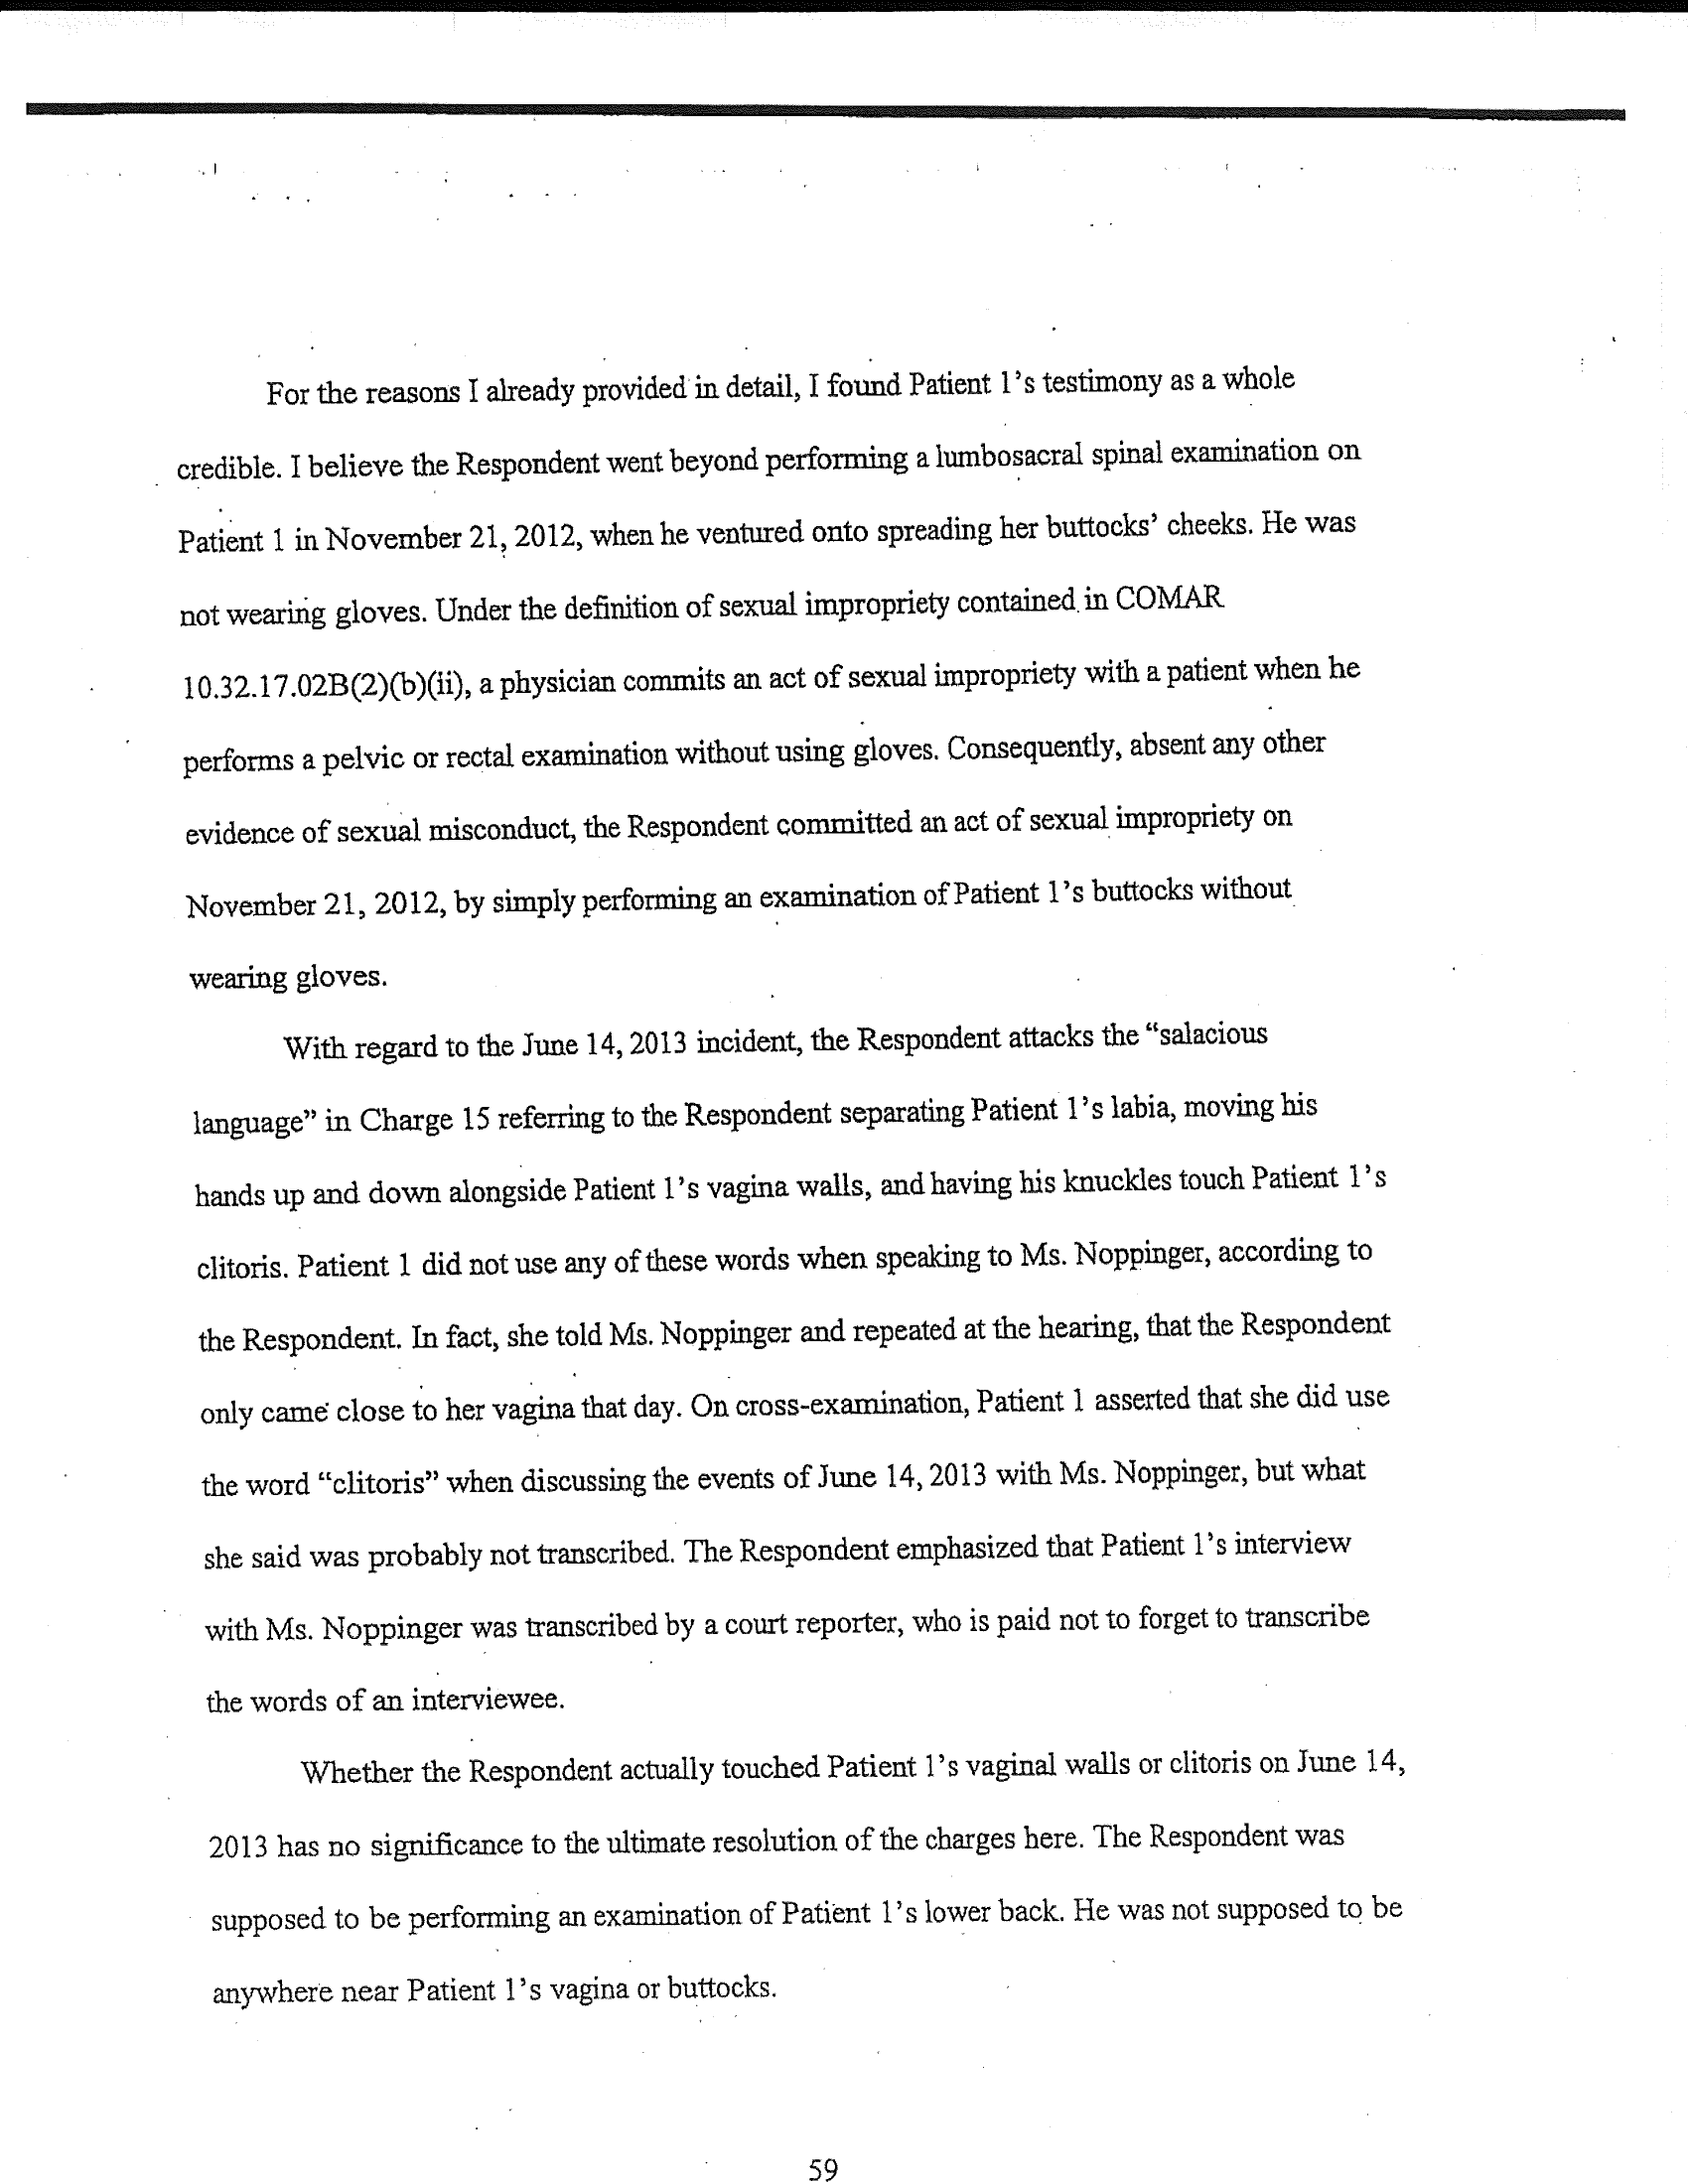 For the reasons I already provided in detail, I found Patient 1's testimony as a whole
credible. I believe the Respondent went beyond performing a lumbosacral spinal examination on
Patient 1 in November 21, 2012, when he ventured onto spreading her buttocks' cheeks. He was
not wearing gloves. Under the definition of sexual impropriety contained in COMAR
10.32.17.02B(2)(b)(ii), a physician commits an act of sexual impropriety with a patient when he
performs a pelvic or rectal examination without using gloves. Consequently, absent any other
evidence of sexual misconduct, the Respondent committed an act of sexual impropriety on
November 21, 2012, by simply performing an examination of Patient 1's buttocks without
wearing gloves.
With regard to the June 14, 2013 incident, the Respondent attacks the “salacious
language” in Charge 15 referring to the Respondent separating Patient 1's labia, moving his
hands up and down alongside Patient 1's vagina walls, and having his knuckles touch Patient 1's
clitoris. Patient 1 did not use any of these words when speaking to Ms. Noppinger, according to
the Respondent. In fact, she told Ms. Noppinger and repeated at the hearing, that the Respondent
only came close to her vagina that day. On cross-examination, Patient 1 asserted that she did use
the word “clitoris” when discussing the events of June 14, 2013 with Ms. Noppinger, but what
she said was probably not transcribed. The Respondent emphasized that Patient 1's interview
with Ms. Noppinger was transcribed by a court reporter, who is paid not to forget to transcribe
the words of an interviewee.
Whether the Respondent actually touched Patient 1's vaginal walls or clitoris on June 14,
2013 has no significance to the ultimate resolution of the charges here. The Respondent was
supposed to be performing an examination of Patient 1's lower back. He was not supposed to be
anywhere near Patient 1's vagina or buttocks.
59